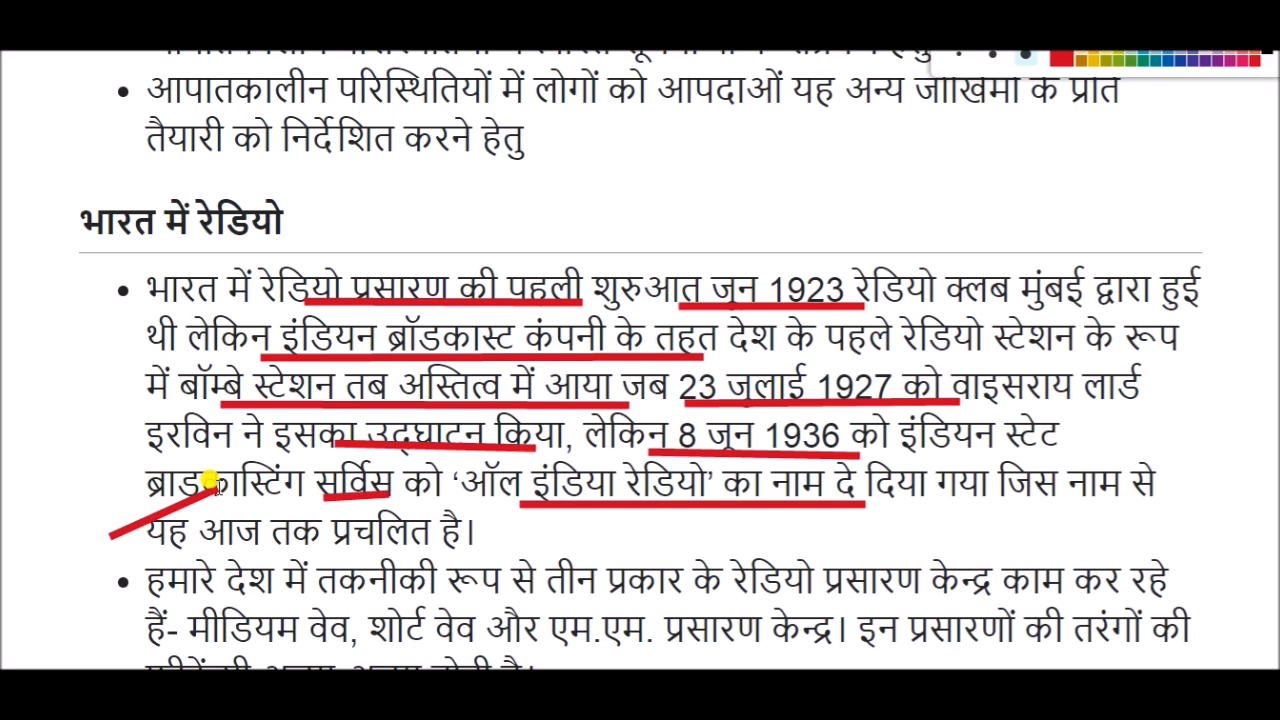 आपातकालीन परिस्थितियों में लोगों को आपदाओं यह अन्य जोखिमों के प्रति
तैयारी को निर्देशित करने हेतु
भारत में रेडियो
भारत में रेडियो प्रसारण की पहली शुरुआत जून 1923 रेडियो क्लब मुंबई द्वारा हुई
थी लेकिन इंडियन ब्रॉडकास्ट कंपनी के तहत देश के पहले रेडियो स्टेशन के रूप
में बॉम्बे स्टेशन तब अस्तित्व में आया जब 23 जुलाई 1927 को वाइसराय लार्ड
इरविन ने इसका उद्घाटन किया, लेकिन 8 जून 1936 को इंडियन स्टेट
ब्राडकास्टिंग सर्विस को ‘ऑल इंडिया रेडियो’ का नाम दे दिया गया जिस नाम से
यह आज तक प्रचलित है।
हमारे देश में तकनीकी रूप से तीन प्रकार के रेडियो प्रसारण केन्द्र काम कर रहे
हैं- मीडियम वेव, शोर्ट वेव और एम.एम. प्रसारण केन्द्र। इन प्रसारणों की तरंगों की